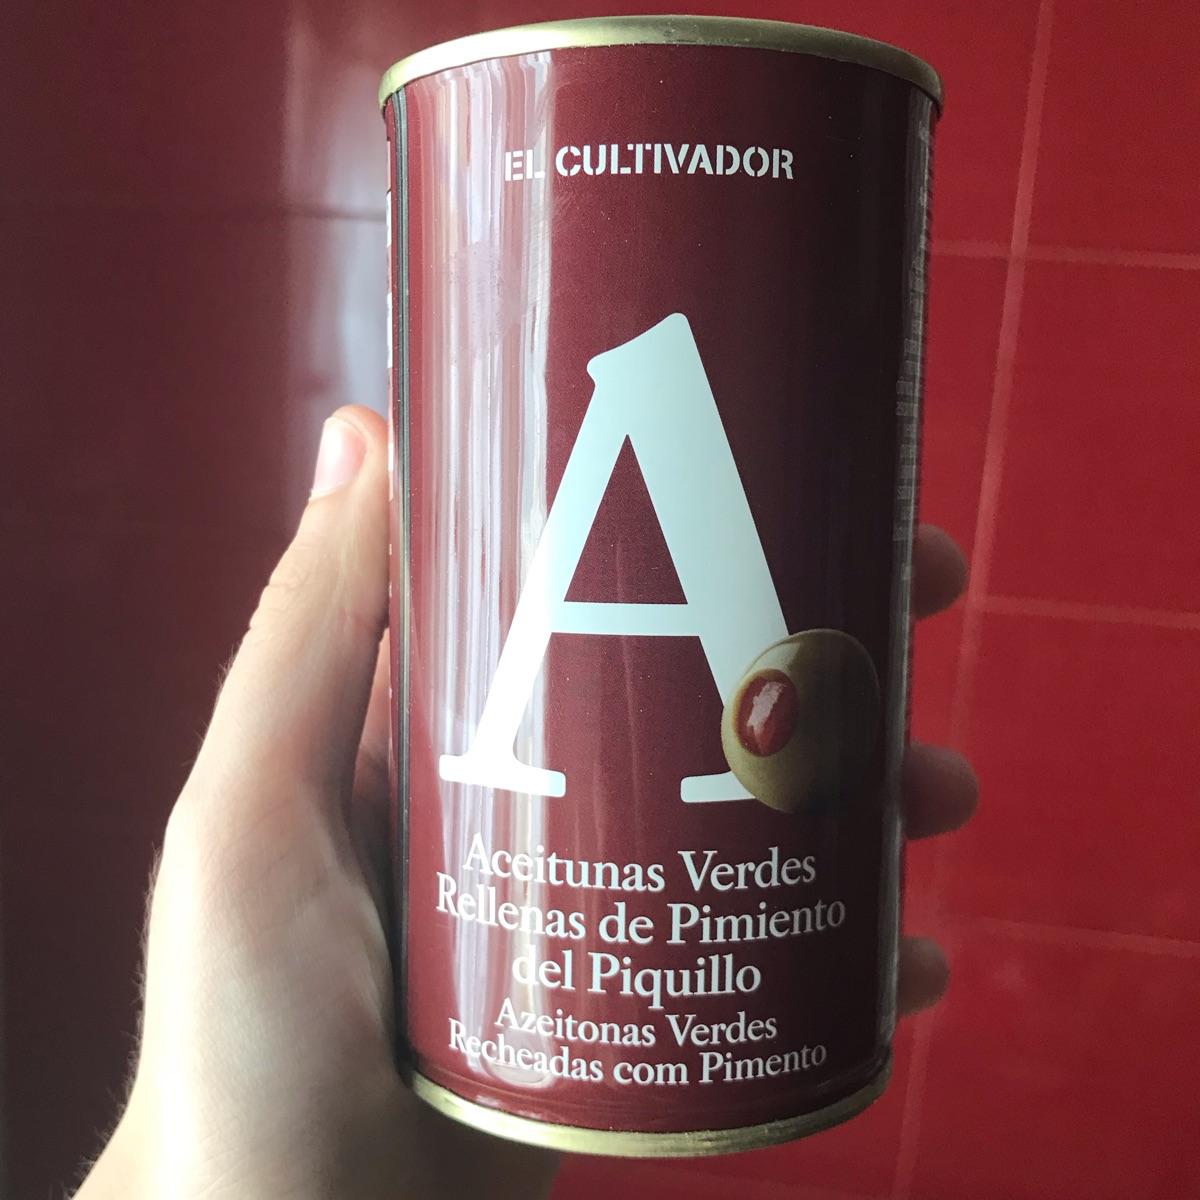 EL CULTIVADOR
A
Aceitunas Verdes
Rellenas de Pimiento
del Piquillo
Azeitonas Verdes
Recheadas com Pimento